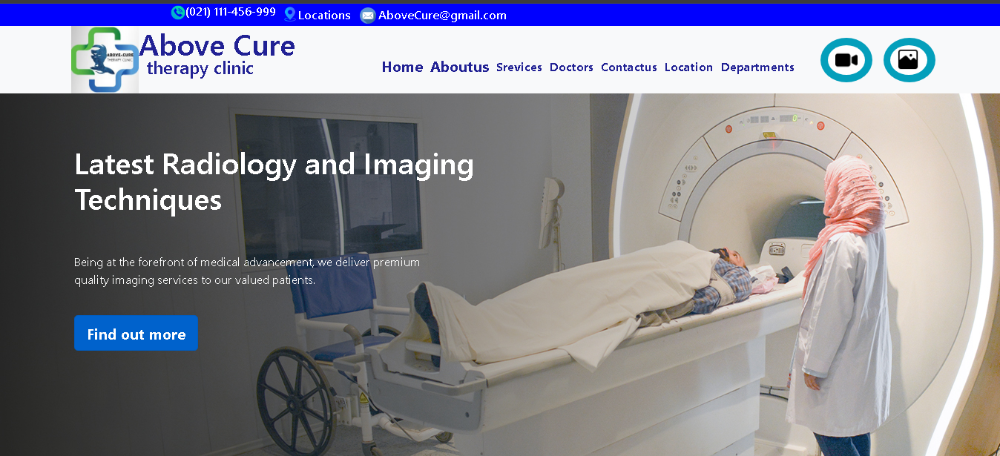 (021) 111-456-999 Locations AboveCure@gmail.com
ABOVE-CURE
THERAPY CLINIC
Above Cure
therapy clinic
Home Aboutus Srevices Doctors Contactus Location Departments
Latest Radiology and Imaging
Techniques
Being at the forefront of medical advancement, we deliver premium
quality imaging services to our valued patients.
Find out more